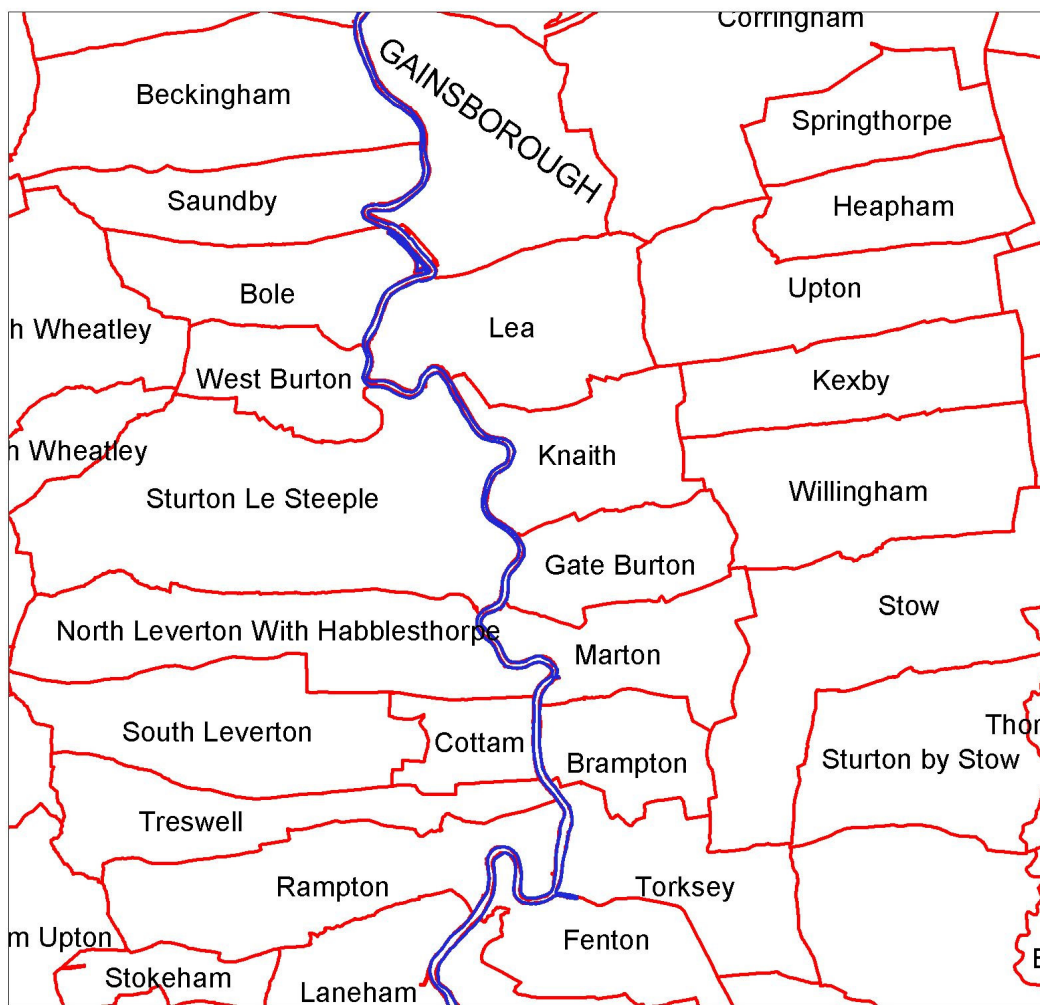 Corringham
GAINSBOROUGH
Beckingham
Springthorpe
Saundby
Heapham
Bole
Upton
h Wheatley
Lea
West Burton
Kexby
h Wheatley
Knaith
Sturton Le Steeple
Willingham
Gate Burton
Stow
North Leverton With Habblesthorpe
Marton
South Leverton
Cottam
Thor
Brampton
Sturton by Stow
Treswell
Rampton
Torksey
m Upton
Fenton
Stokeham
Laneham